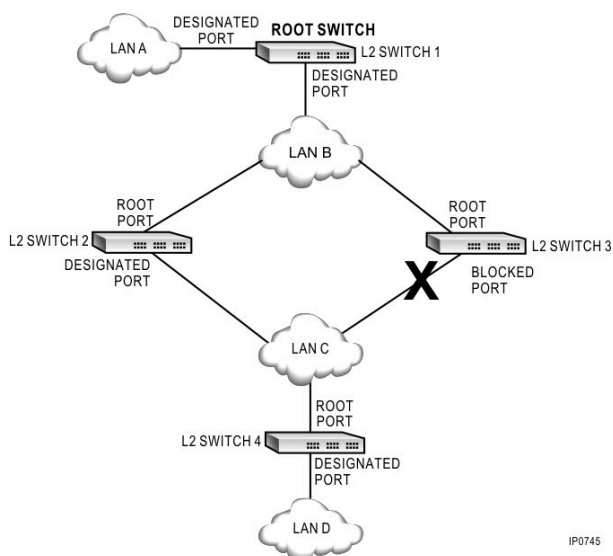 DESIGNATED
PORT
ROOT SWITCH
LAN A
L2 SWITCH 1
DESIGNATED
PORT
LAN B
ROOT
PORT
ROOT
PORT
L2 SWITCH 2
L2 SWITCH 3
DESIGNATED
PORT
BLOCKED
PORT
X
LAN C
ROOT
PORT
L2 SWITCH 4
DESIGNATED
PORT
LAN D
IP0745